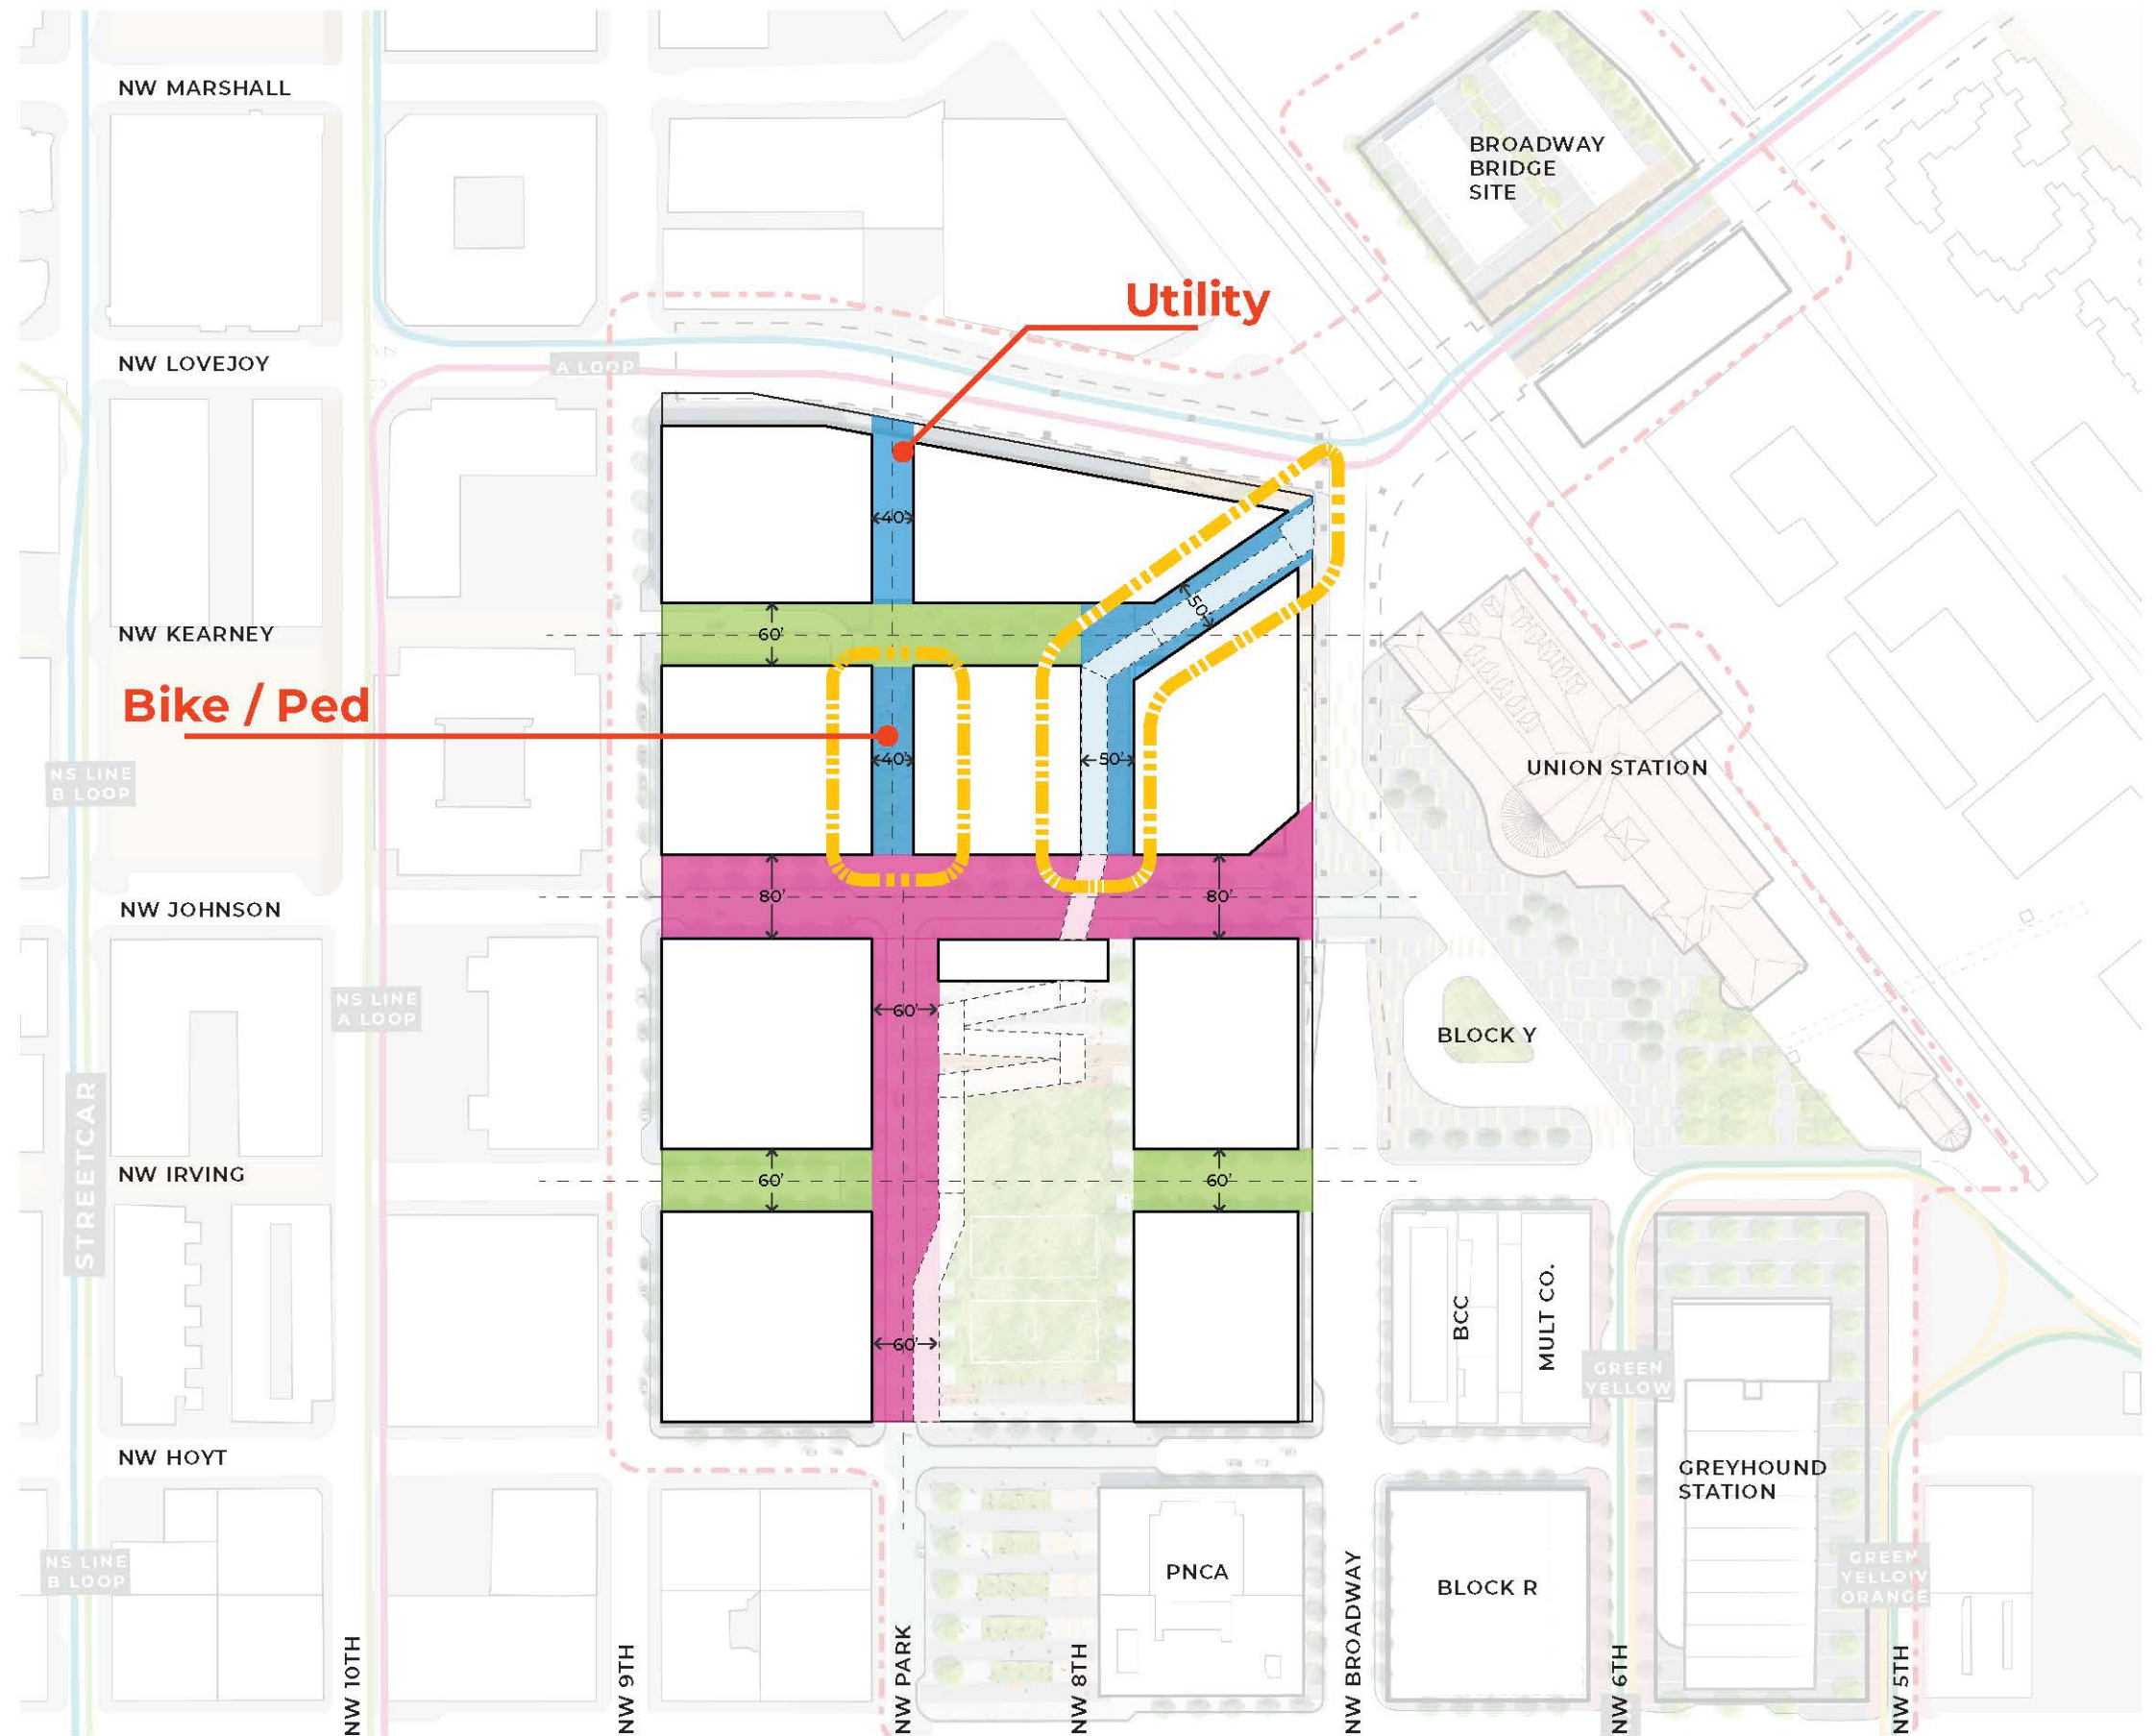 NW MARSHALL
BROADWAY
BRIDGE
SITE
Utility
NW LOVEJOY
A LOOP
40'
50'
NW KEARNEY
60'
Bike / Ped
40'
50'
NS LINE
B LOOP
UNION STATION
80'
80'
NW JOHNSON
NS LINE
A LOOP
60'
BLOCK Y
STREETCAR
NW IRVING
60'
60'
BCC
MULT CO.
60'
GREEN
YELLOW
NW HOYT
GREYHOUND
STATION
NS LINE
B LOOP
PNCA
BLOCK R
GREEN
YELLOW
ORANGE
NW 10TH
NW 9TH
NW PARK
NW 8TH
NW BROADWAY
NW 6TH
NW 5TH